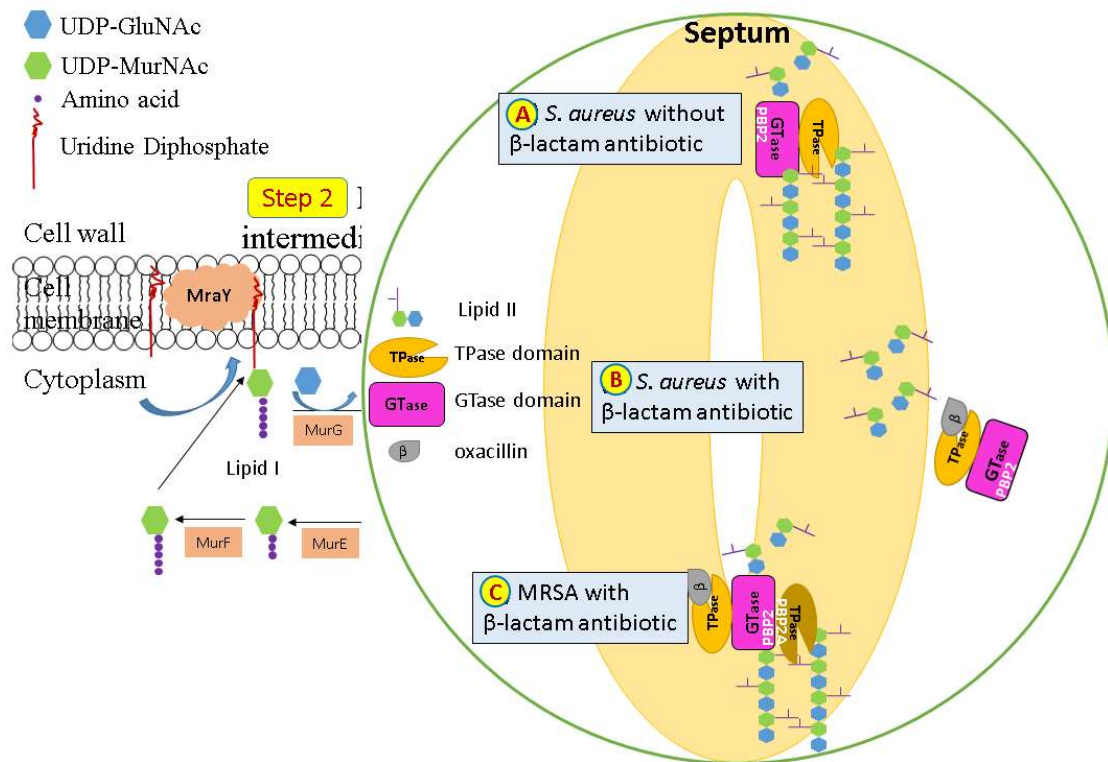 UDP-GluNAc
UDP-MurNAc
Amino acid
Uridine Diphosphate
Step 2
intermedi
Cell wall
Cell
membrane
MraY
Cytoplasm
MurG
Lipid I
MurF
MurE
Septum
A S. aureus without
β-lactam antibiotic
GTase
PBP2
TPase
Lipid II
TPase TPase domain
GTase GTase domain
β oxacillin
B S. aureus with
β-lactam antibiotic
β
TPase
GTase
PBP2
C MRSA with
β-lactam antibiotic
β
TPase
GTase
PBP2
TPase
PBP2A